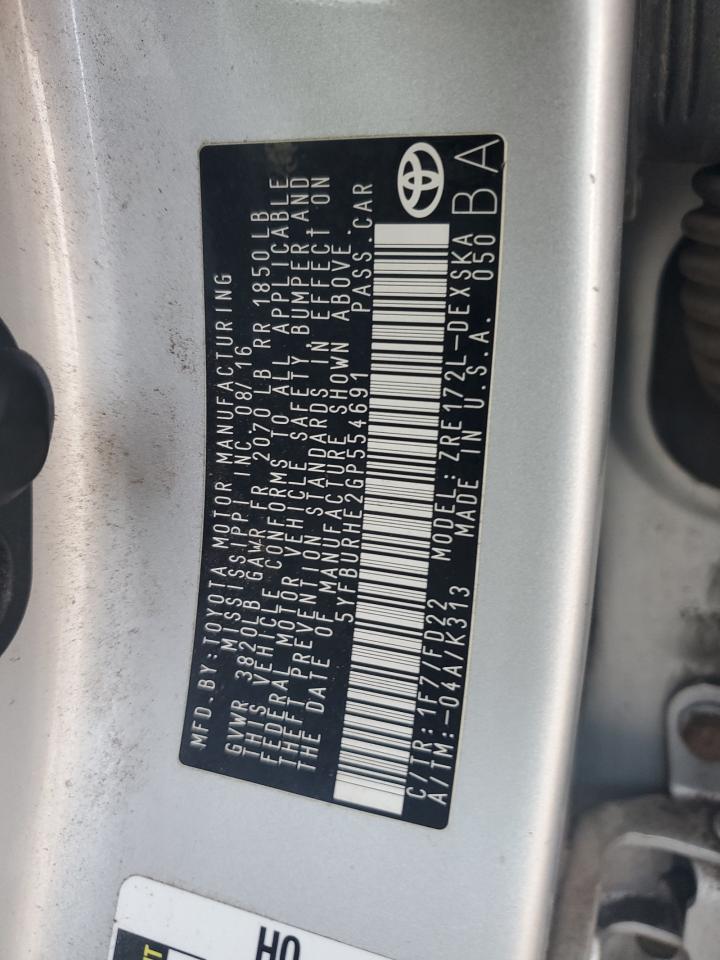 MFD.BY:TOYOTA MOTOR MANUFACTURING
MISSISSIPPI INC. 08/16
GVWR 3820LB GAWR FR 2070LB RR 1850LB
THIS VEHICLE CONFORMS TO ALL APPLICABLE
FEDERAL MOTOR VEHICLE SAFETY, BUMPER AND
THEFT PREVENTION STANDARDS IN EFFECT ON
THE DATE OF MANUFACTURE SHOWN ABOVE.
5YFBURHE2GP554691 PASS.CAR
C/TR:1F7/FD22 MODEL:ZRE172L-DEXSKA
A/TM:-04A/K313 MADE IN U.S.A. 050 BA
HO